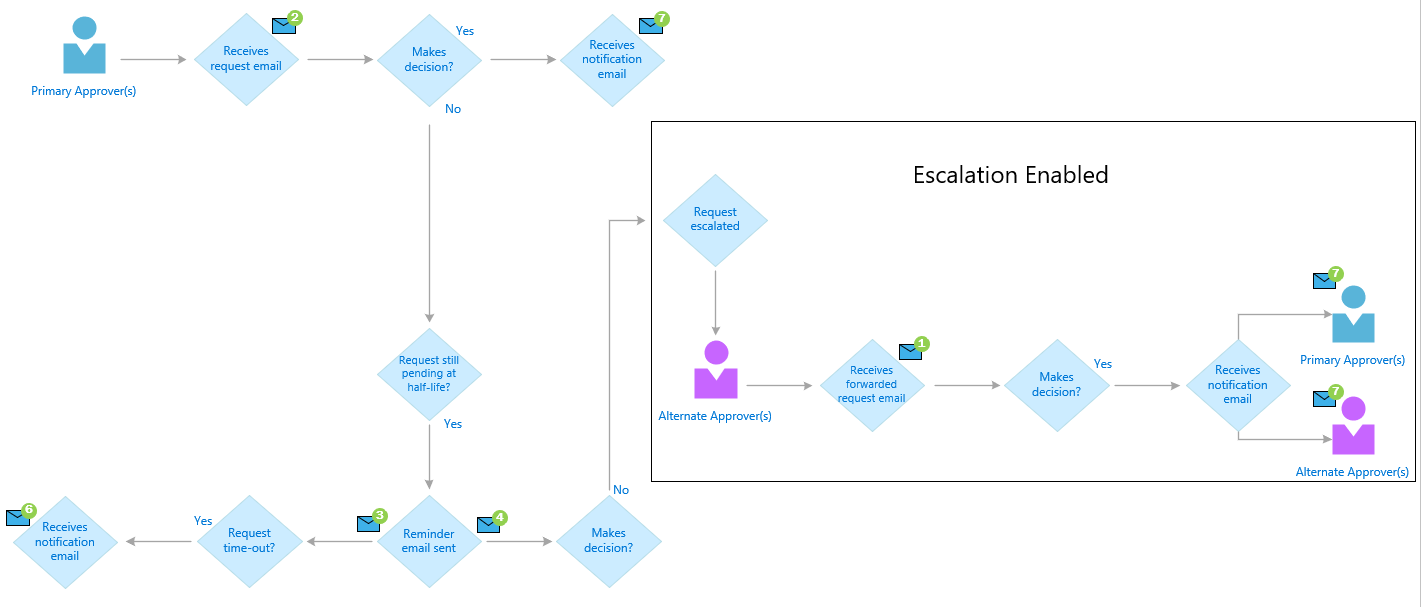 2
Yes
7
Receives
request email
Makes
decision?
Receives
notification
email
Primary Approver(s)
No
Escalation Enabled
Request
escalated
7
Primary Approver(s)
1
Request still
pending at
half-life?
Receives
forwarded
request email
Makes
decision?
Yes
Receives
notification
email
7
Alternate Approver(s)
Yes
Alternate Approver(s)
No
6
Receives
notification
email
Yes
Request
time-out?
3
Reminder
email sent
4
Makes
decision?